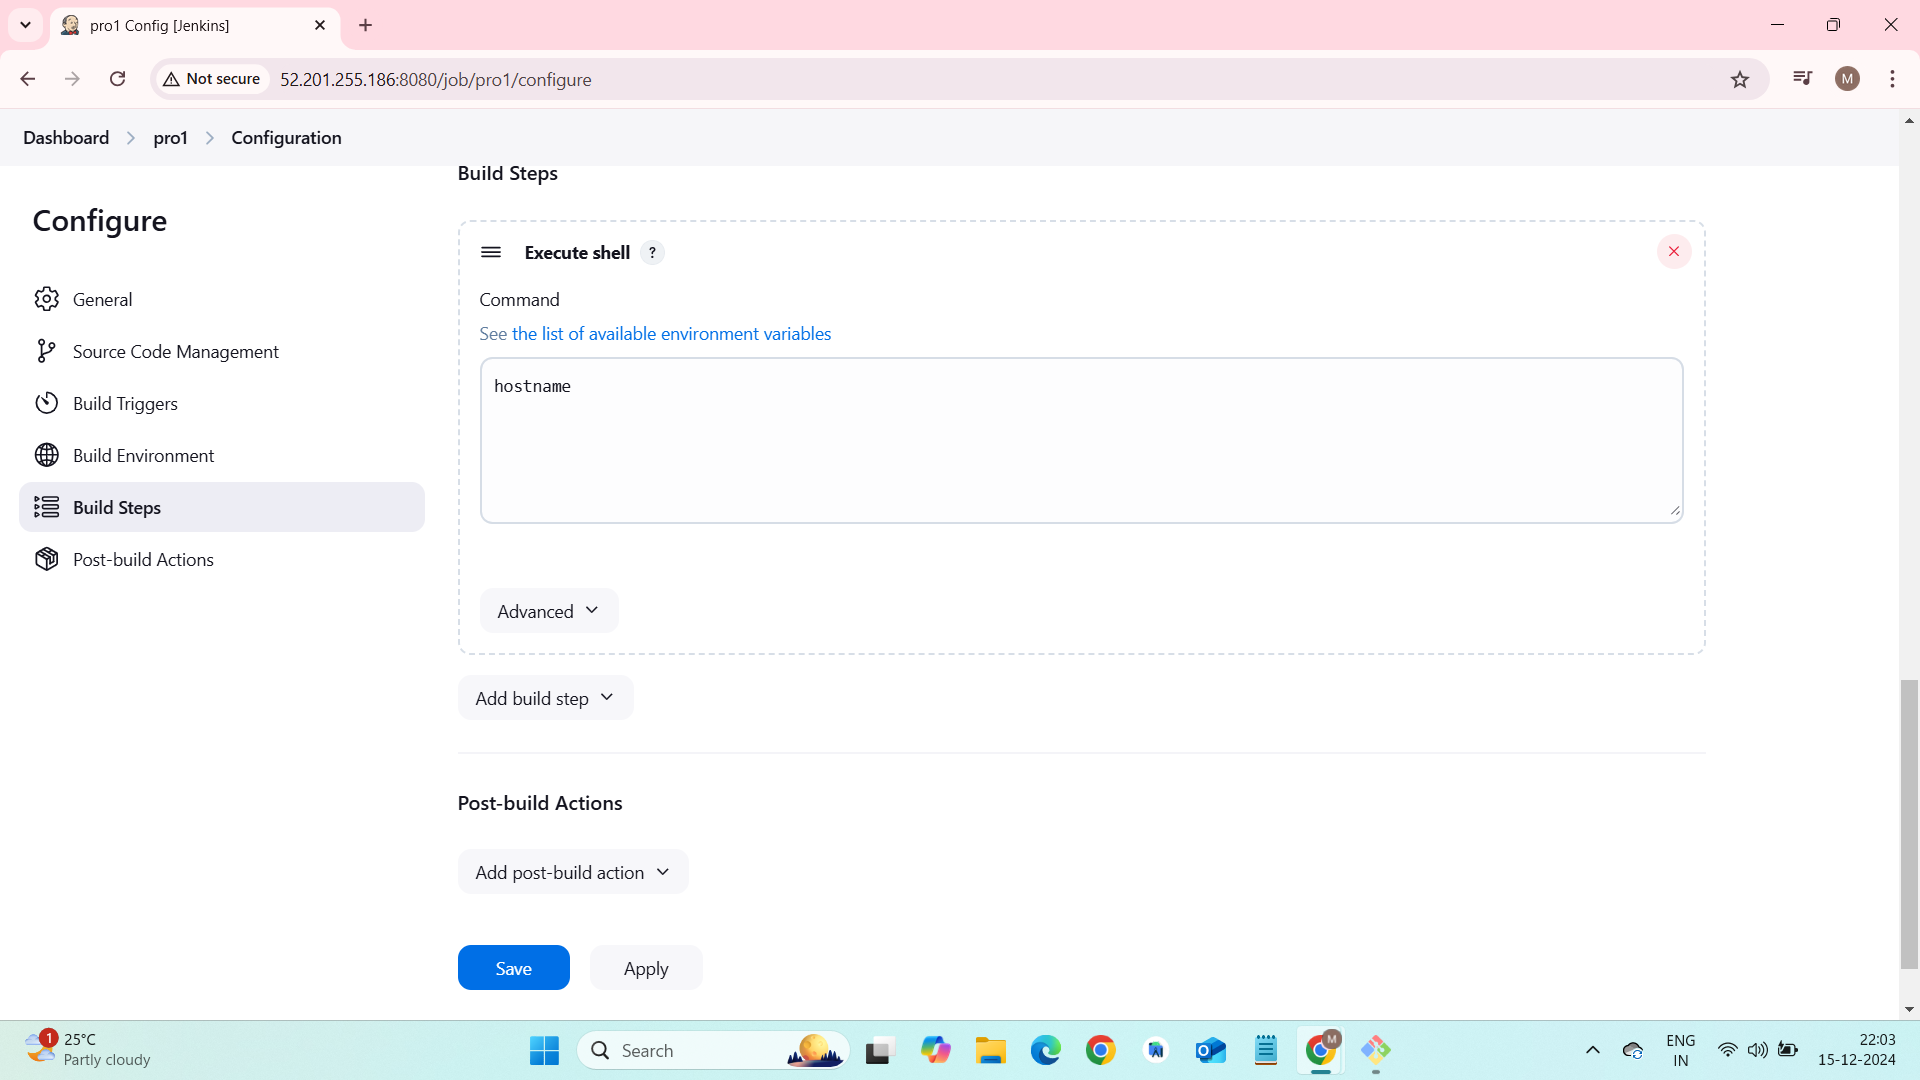 pro1 Config [Jenkins]
Not secure
52.201.255.186:8080/job/pro1/configure
M
Dashboard
pro1
Configuration
Configure
General
Source Code Management
Build Triggers
Build Environment
Build Steps
Post-build Actions
Build Steps
Execute shell
?
Command
See the list of available environment variables
hostname
Advanced
Add build step
Post-build Actions
Add post-build action
Save
Apply
1
25°C
Partly cloudy
Search
M
ENG
IN
22:03
15-12-2024